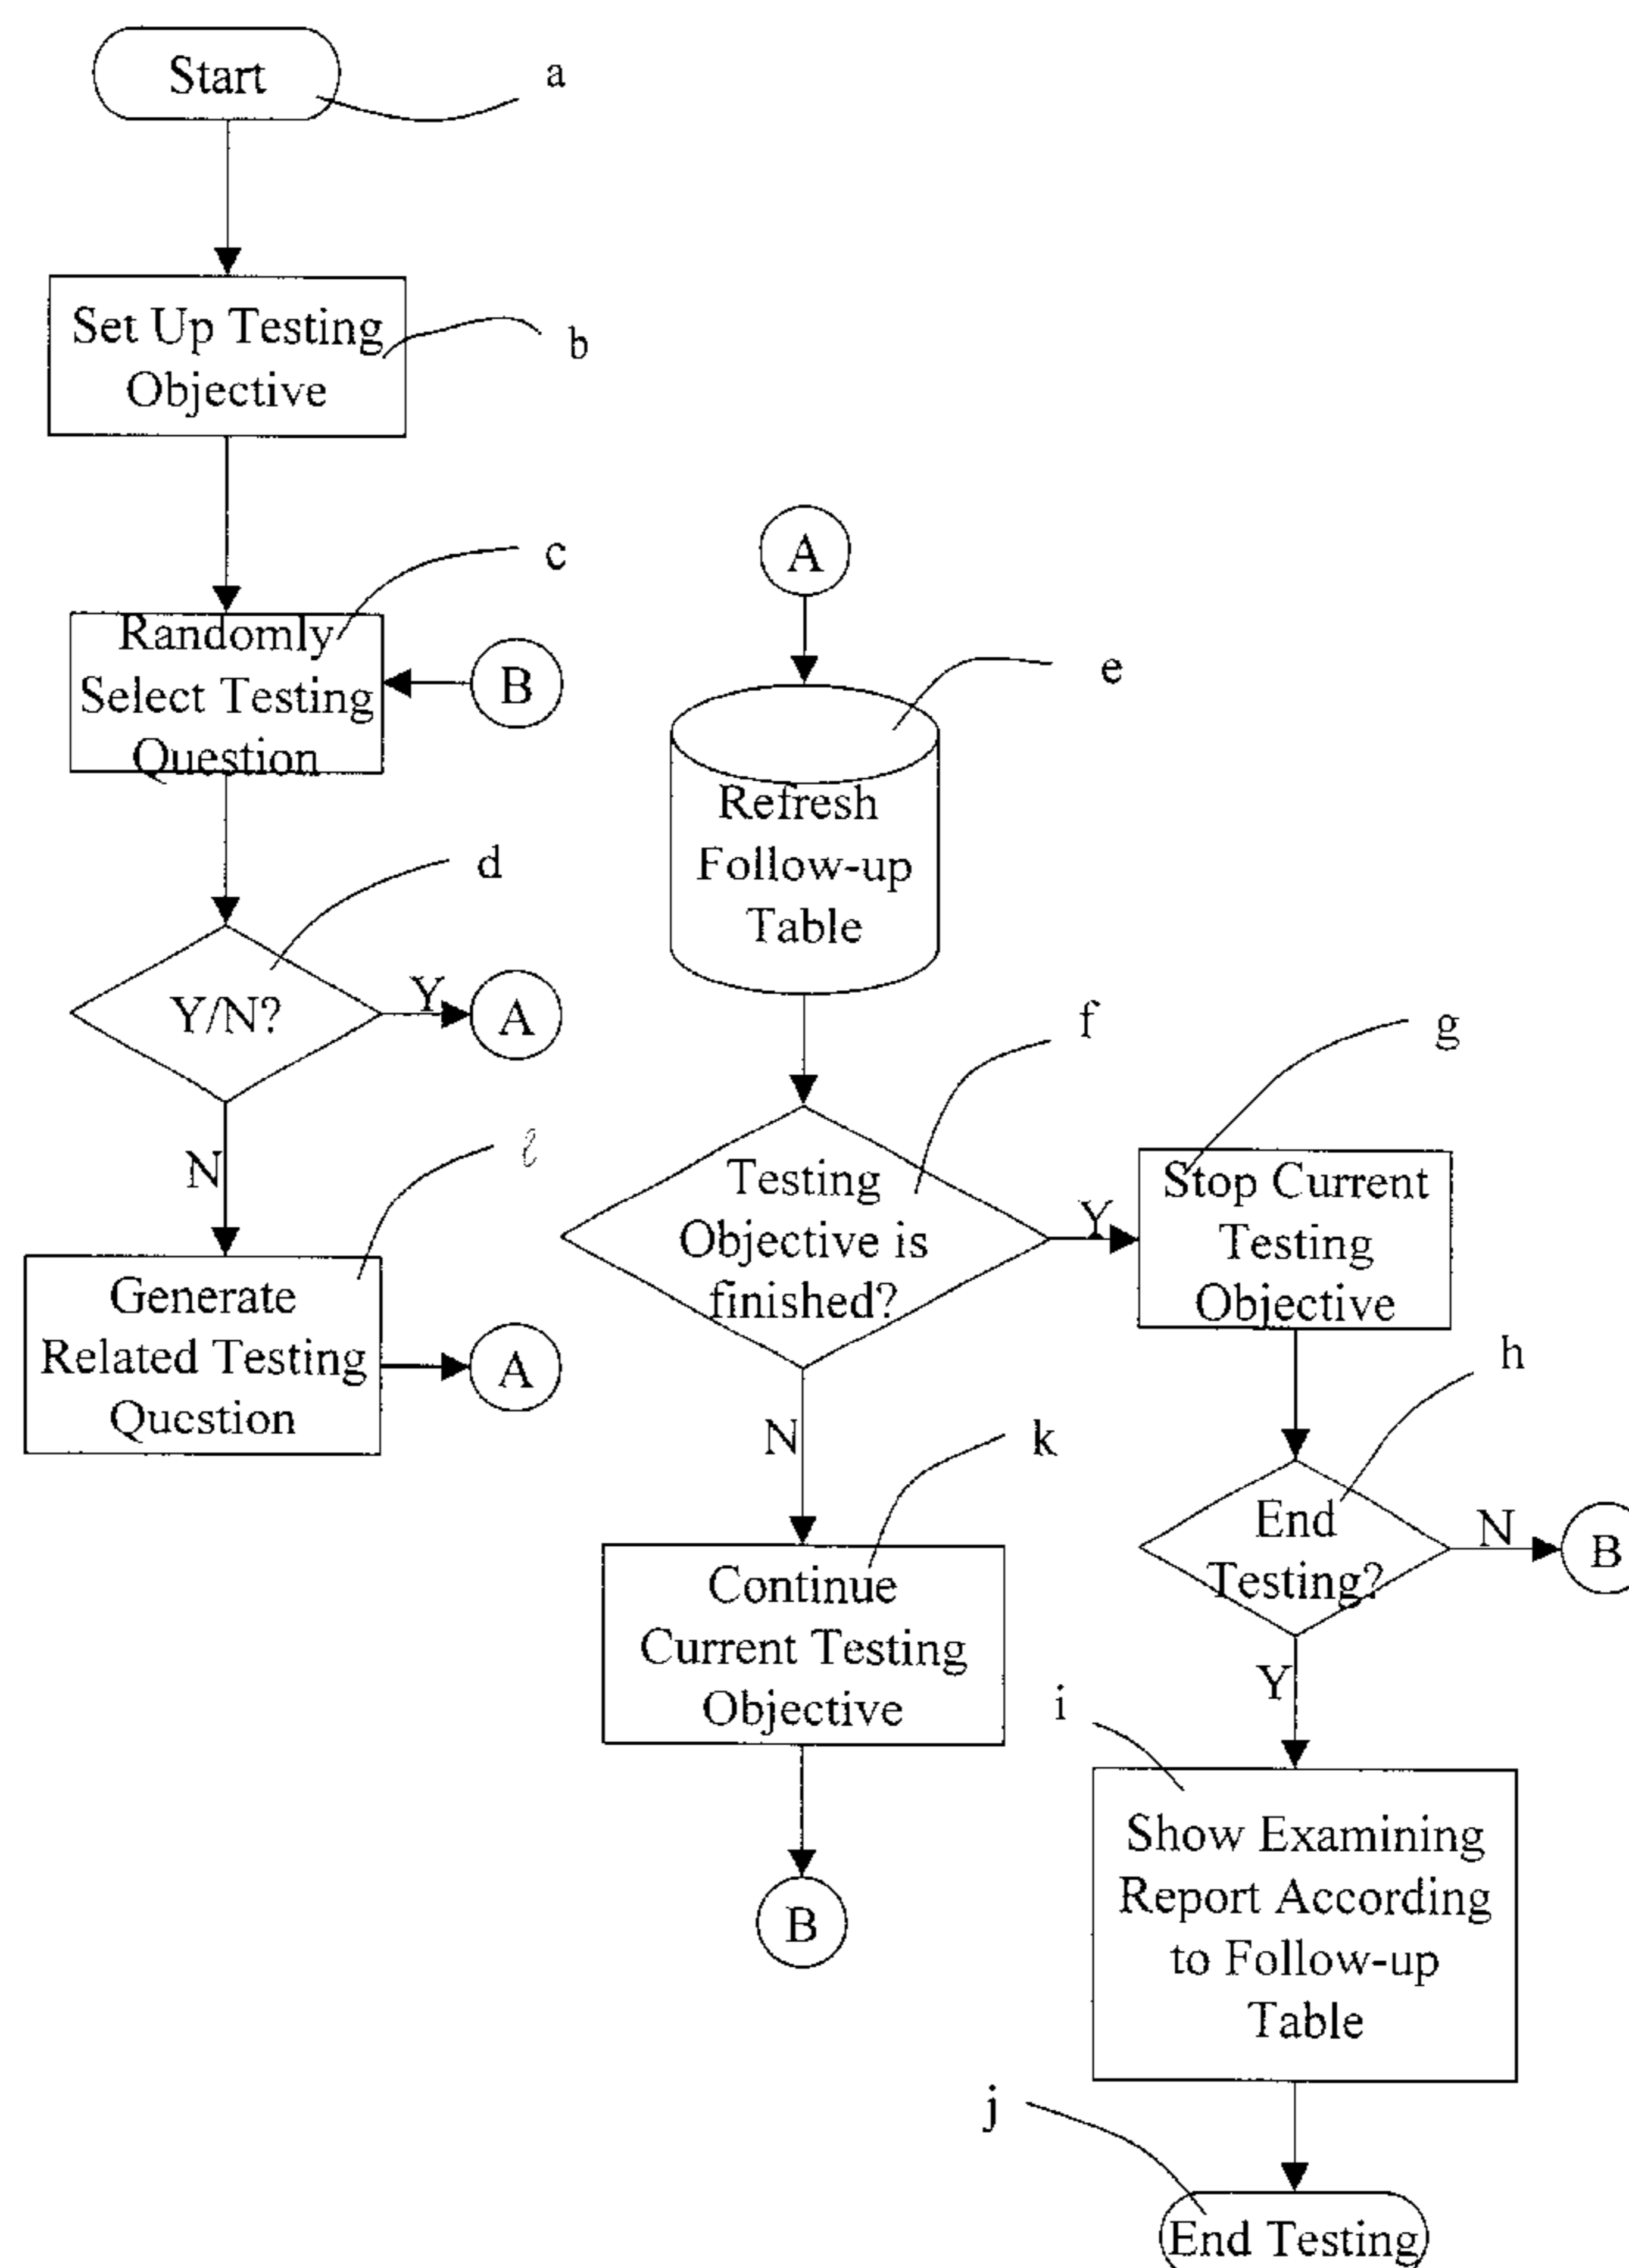 Start
a
Set Up Testing
Objective
b
c
Randomly
Select Testing
Question
B
d
Y/N?
Y
A
N
ℓ
Generate
Related Testing
Question
A
A
e
Refresh
Follow-up
Table
f
Testing
Objective is
finished?
Y
g
Stop Current
Testing
Objective
N
k
Continue
Current Testing
Objective
B
h
End
Testing?
N
B
Y
i
Show Examining
Report According
to Follow-up
Table
j
End Testing